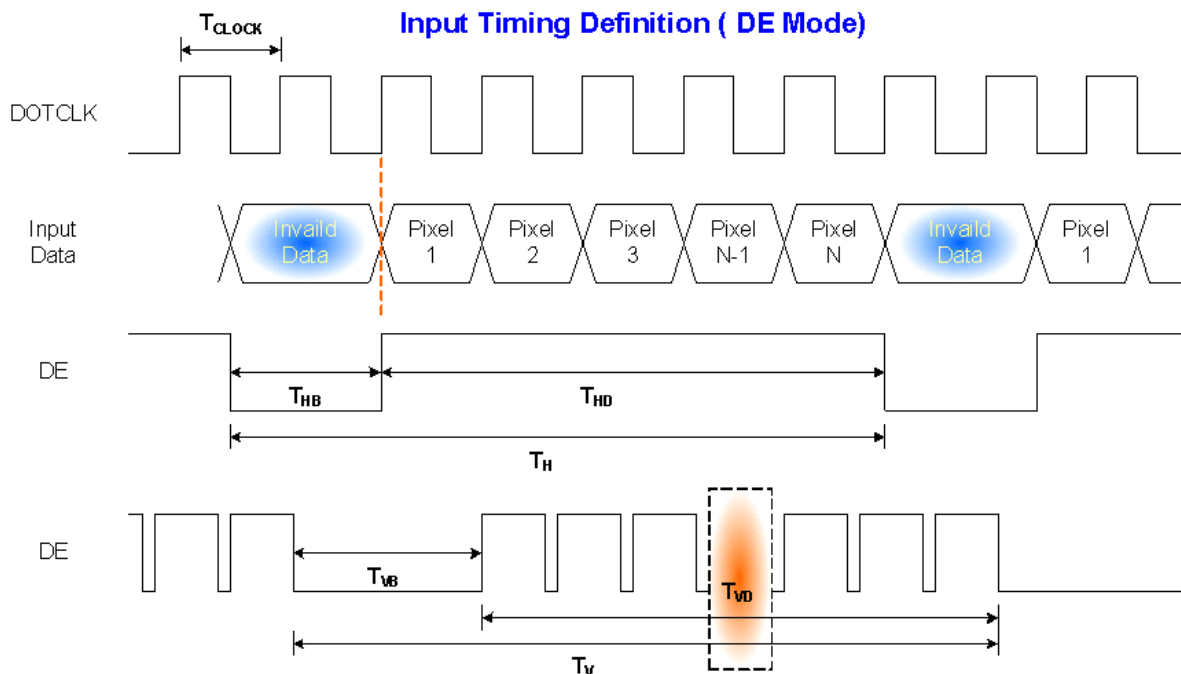 Input Timing Definition ( DE Mode)
TCLOCK
DOTCLK
Input
Data
Invaild
Data
Pixel
1
Pixel
2
Pixel
3
Pixel
N-1
Pixel
N
Invaild
Data
Pixel
1
DE
THB
THD
TH
DE
TVB
TVD
TV